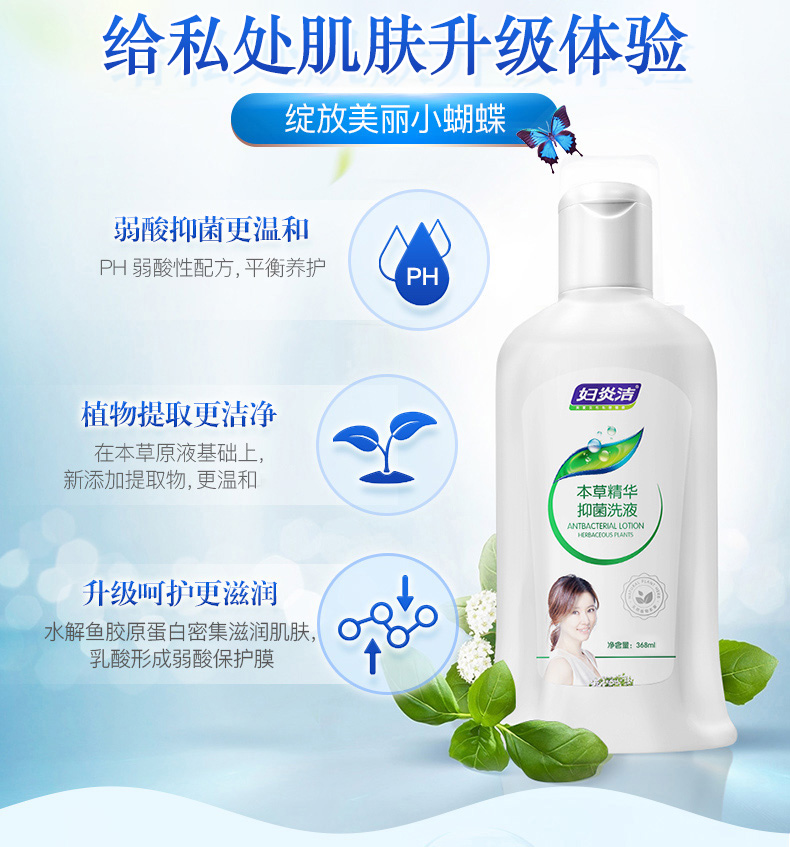 给私处肌肤升级体验
绽放美丽小蝴蝶
弱酸抑菌更温和
PH 弱酸性配方, 平衡养护
PH
植物提取更洁净
在本草原液基础上,
新添加提取物, 更温和
升级呵护更滋润
水解鱼胶原蛋白密集滋润肌肤,
乳酸形成弱酸保护膜
妇炎洁®
本草精华
抑菌洗液
ANTBACTERIAL LOTION
HERBACEOUS PLANTS
净含量: 368ml